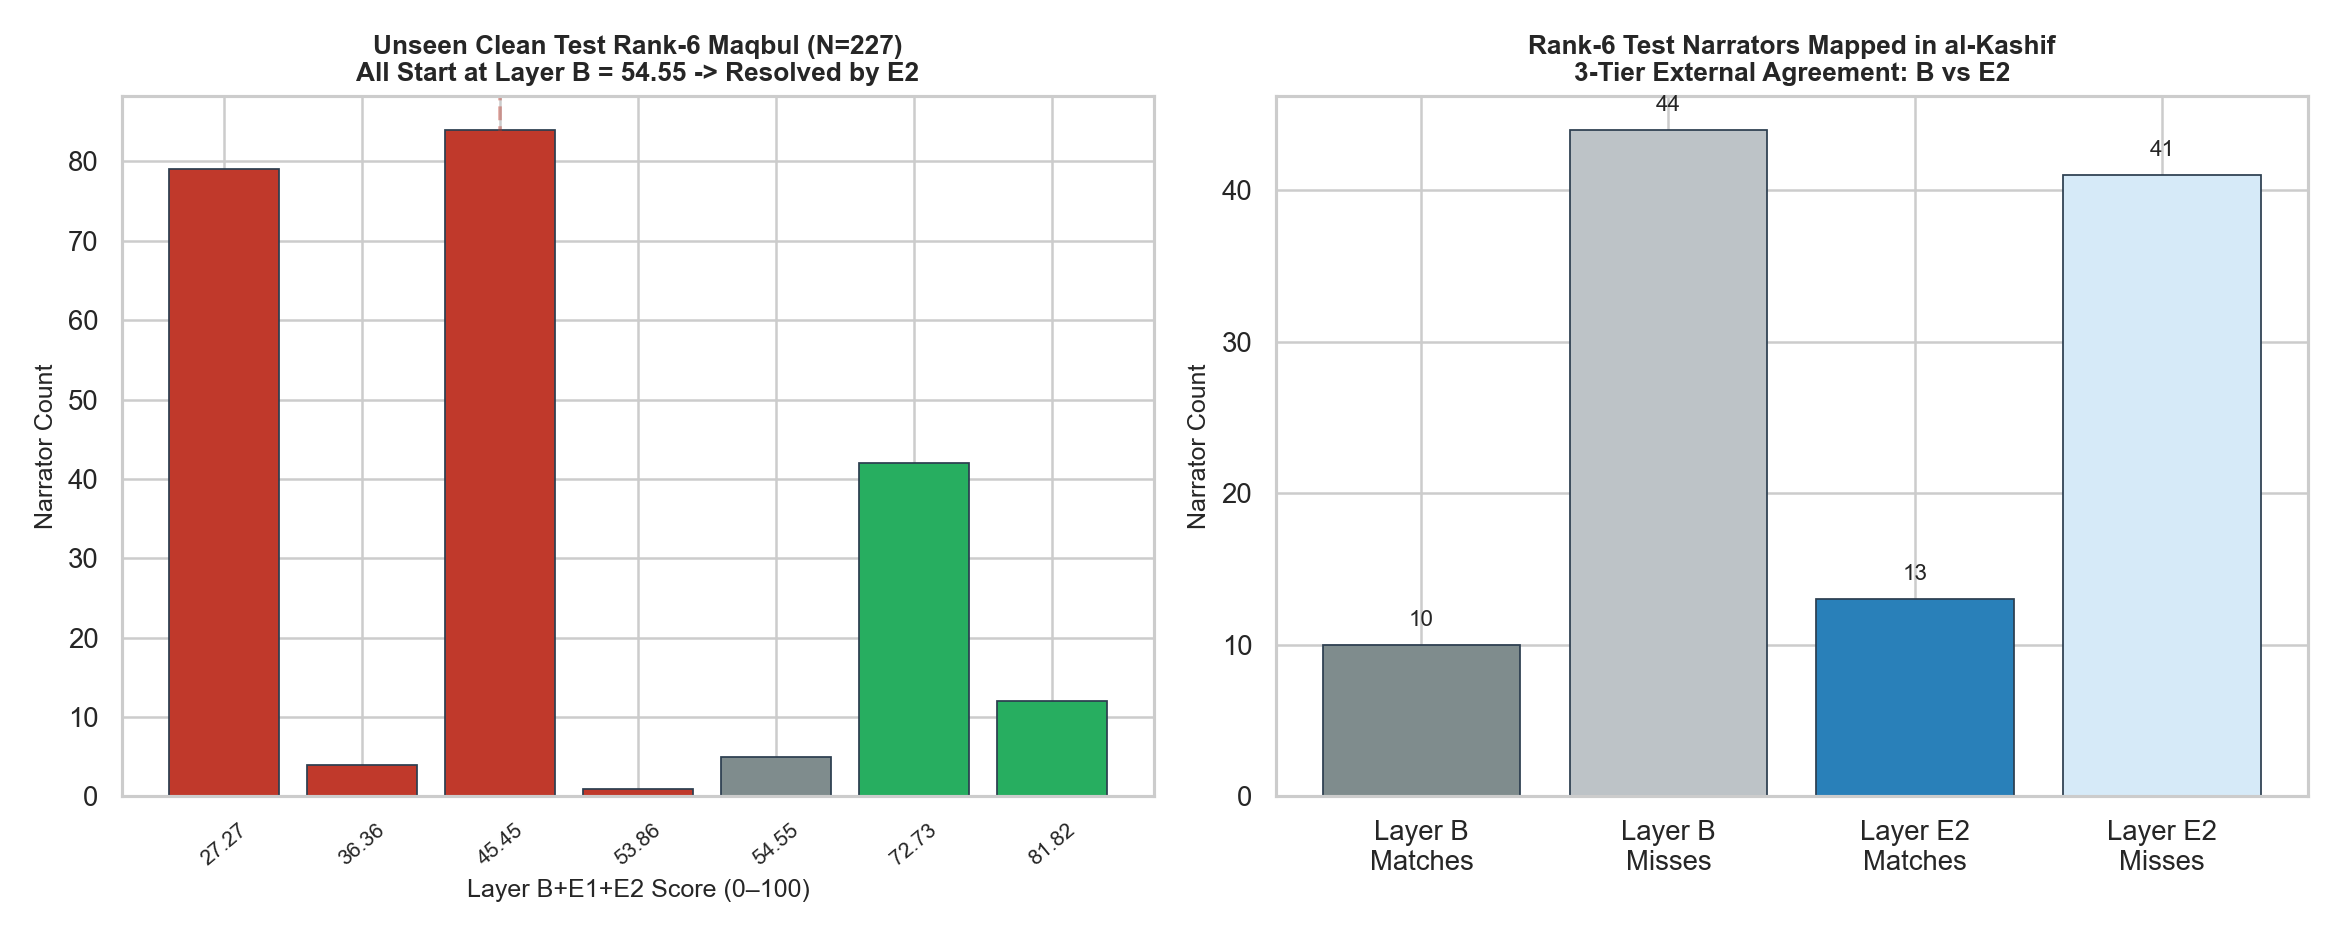 Unseen Clean Test Rank-6 Maqbul (N=227)
All Start at Layer B = 54.55 -> Resolved by E2
Narrator Count
80
70
60
50
40
30
20
10
0
27.27
36.36
45.45
53.86
54.55
72.73
81.82
Layer B+E1+E2 Score (0–100)
Rank-6 Test Narrators Mapped in al-Kashif
3-Tier External Agreement: B vs E2
Narrator Count
40
30
20
10
0
10
44
13
41
Layer B
Matches
Layer B
Misses
Layer E2
Matches
Layer E2
Misses